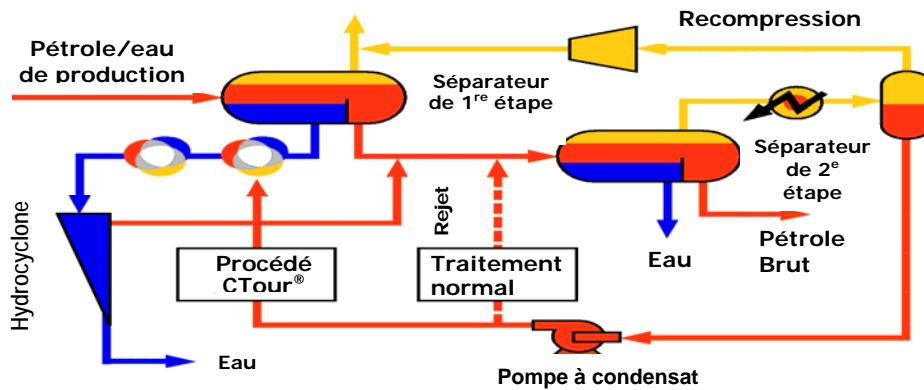 Pétrole/eau
de production
Recompression
Séparateur
de 1re étape
Séparateur
de 2e
étape
Hydrocyclone
Rejet
Procédé
CTour®
Traitement
normal
Eau
Pétrole
Brut
Eau
Pompe à condensat